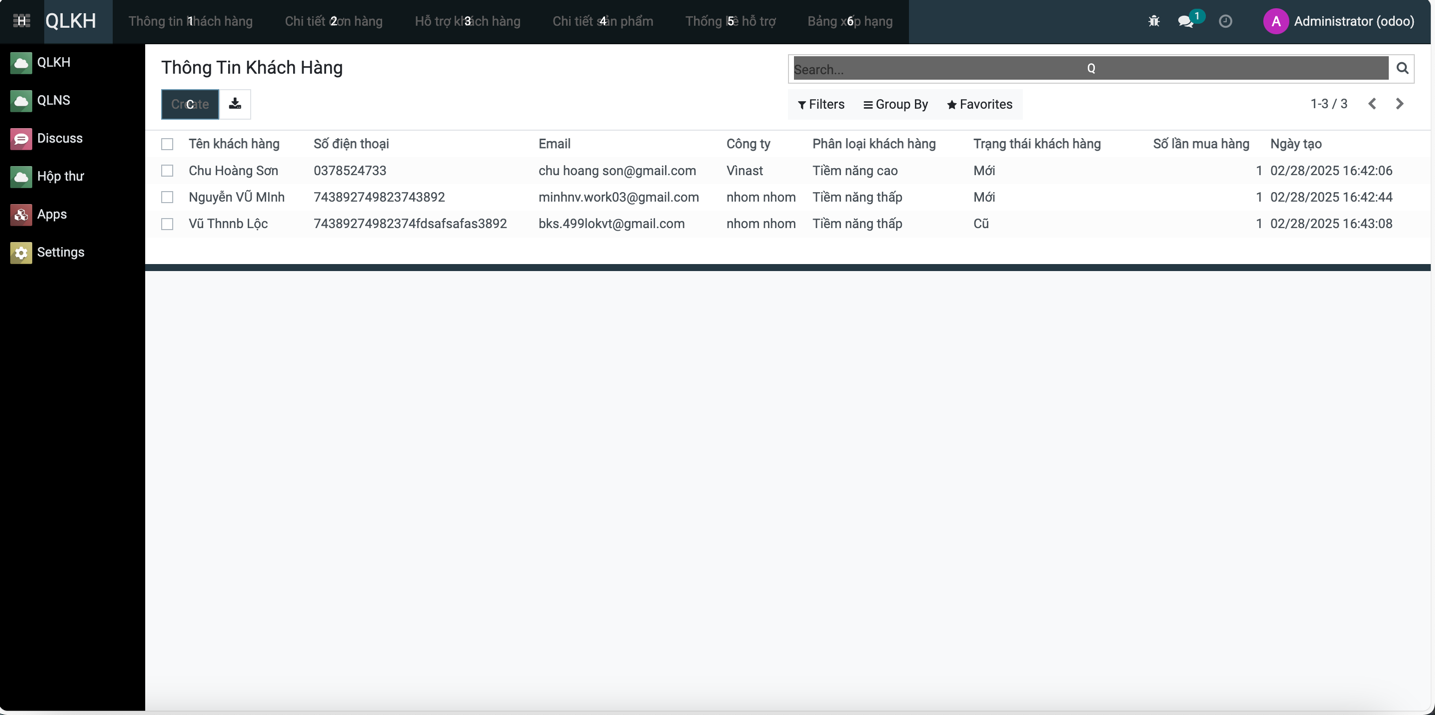 H QLKH Thông tin khách hàng 1 Chi tiết đơn hàng 2 Hỗ trợ khách hàng 3 Chi tiết sản phẩm 4 Thống kê hỗ trợ 5 Bảng xếp hạng 6 1 A Administrator (odoo)
QLKH
QLNS
Discuss
Hộp thư
Apps
Settings
Thông Tin Khách Hàng
Search... Q
Create C
Filters Group By Favorites 1-3 / 3
Tên khách hàng Số điện thoại Email Công ty Phân loại khách hàng Trạng thái khách hàng Số lần mua hàng Ngày tạo
Chu Hoàng Sơn 0378524733 chu hoang son@gmail.com Vinast Tiềm năng cao Mới 1 02/28/2025 16:42:06
Nguyễn VŨ MInh 743892749823743892 minhnv.work03@gmail.com nhom nhom Tiềm năng thấp Mới 1 02/28/2025 16:42:44
Vũ Thnnb Lộc 74389274982374fdsafsafas3892 bks.499lokvt@gmail.com nhom nhom Tiềm năng thấp Cũ 1 02/28/2025 16:43:08